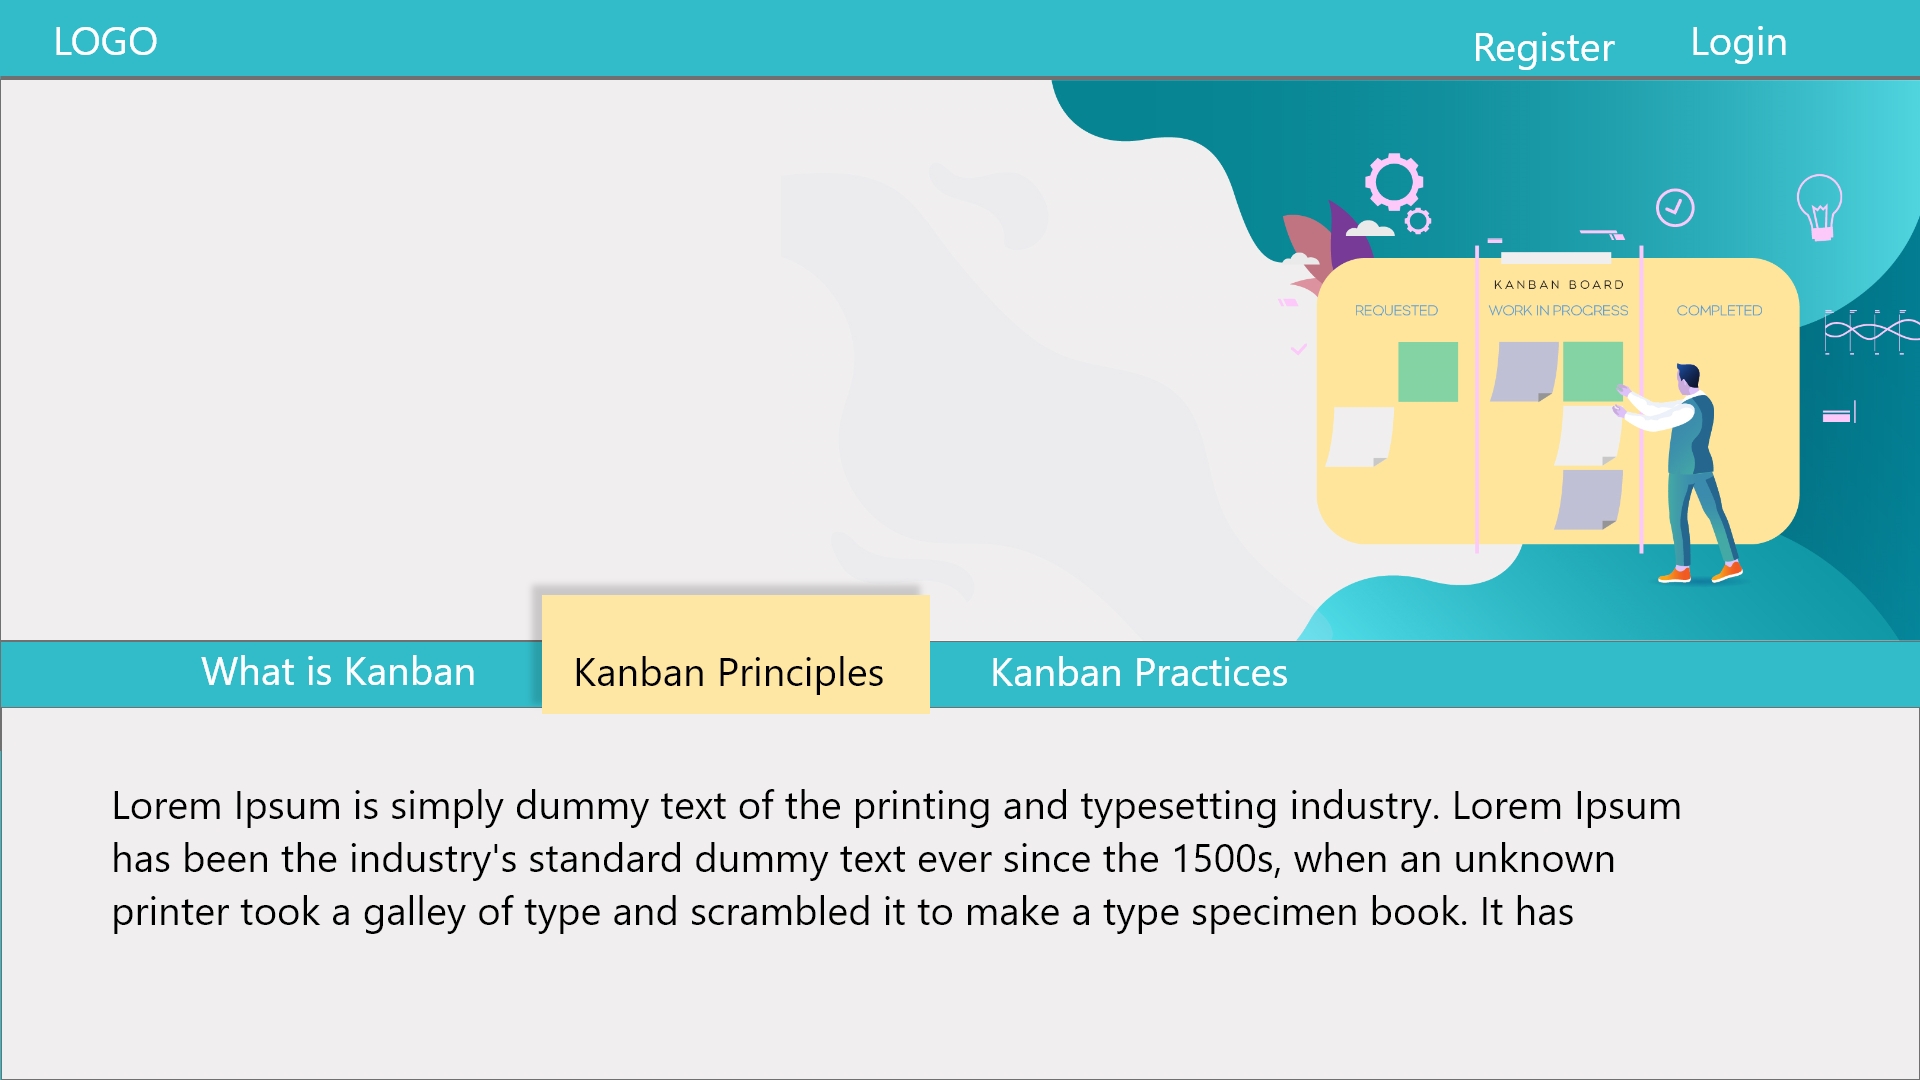 LOGO
Register
Login
KANBAN BOARD
REQUESTED
WORK IN PROGRESS
COMPLETED
What is Kanban
Kanban Principles
Kanban Practices
Lorem Ipsum is simply dummy text of the printing and typesetting industry. Lorem Ipsum
has been the industry's standard dummy text ever since the 1500s, when an unknown
printer took a galley of type and scrambled it to make a type specimen book. It has